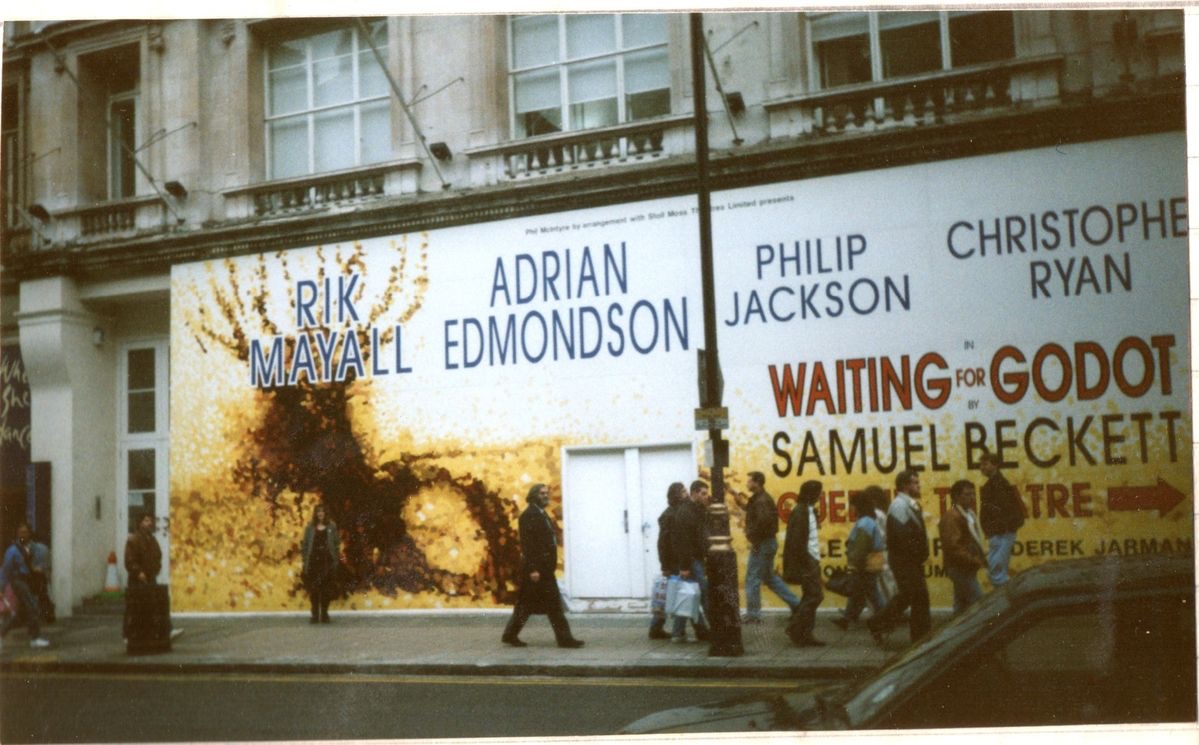 Phil McIntyre by arrangement with Stoll Moss Theatres Limited presents
RIK
MAYALL
ADRIAN
EDMONDSON
PHILIP
JACKSON
CHRISTOPHE
RYAN
IN
WAITING FOR GODOT
BY
SAMUEL BECKETT
DEREK JARMAN